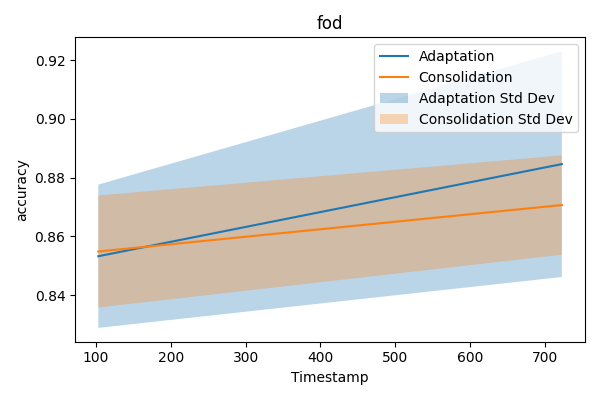 fod
Adaptation
Consolidation
Adaptation Std Dev
Consolidation Std Dev
accuracy
0.92
0.90
0.88
0.86
0.84
100
200
300
400
500
600
700
Timestamp